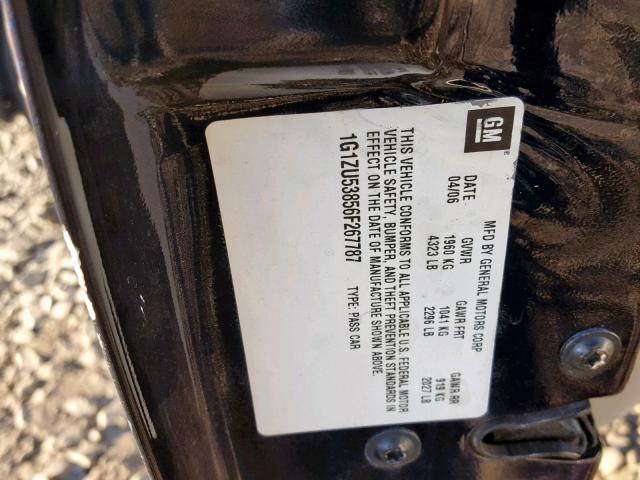 GM
MFD BY GENERAL MOTORS CORP
DATE GVWR GAWR FRT GAWR RR
04/06 1960 KG 1041 KG 919 KG
4323 LB 2296 LB 2027 LB
THIS VEHICLE CONFORMS TO ALL APPLICABLE U.S. FEDERAL MOTOR
VEHICLE SAFETY, BUMPER, AND THEFT PREVENTION STANDARDS IN
EFFECT ON THE DATE OF MANUFACTURE SHOWN ABOVE.
1G1ZU53856F267787 TYPE: PASS CAR